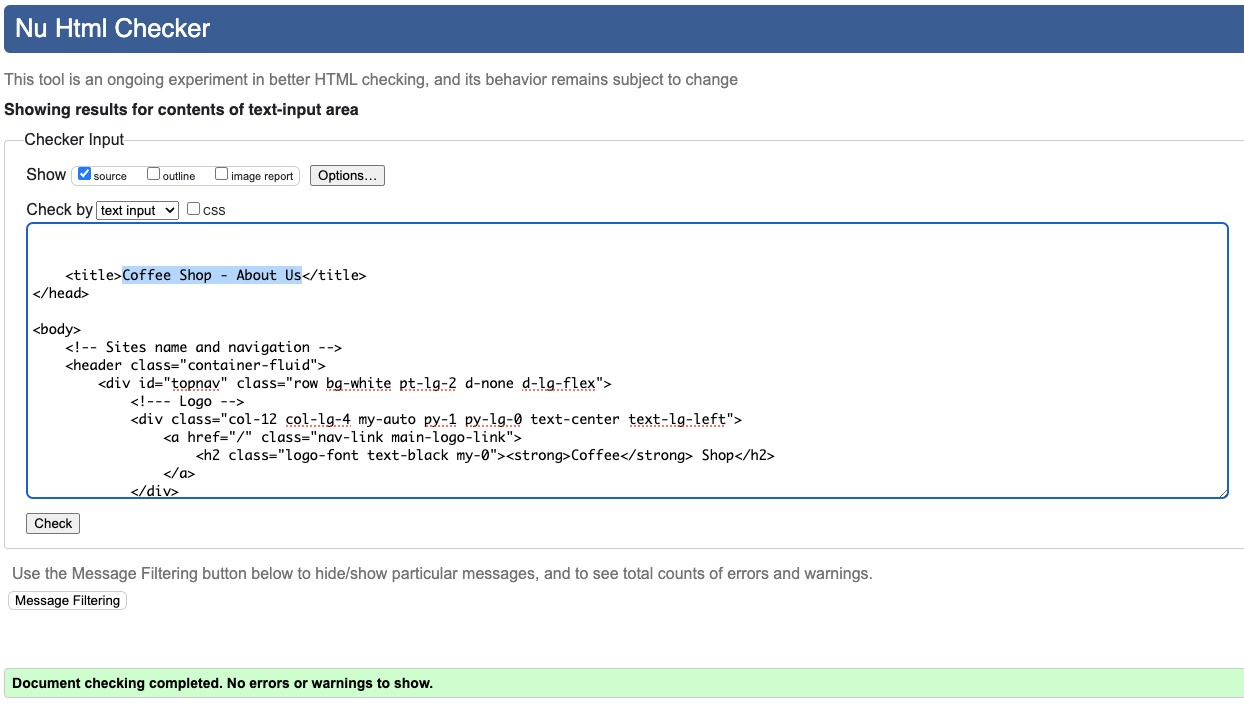 Nu Html Checker
This tool is an ongoing experiment in better HTML checking, and its behavior remains subject to change
Showing results for contents of text-input area
Checker Input
Show source outline image report Options...
Check by text input css
<title>Coffee Shop - About Us</title>
</head>
<body>
<!-- Sites name and navigation -->
<header class="container-fluid">
<div id="topnav" class="row bg-white pt-lg-2 d-none d-lg-flex">
<!--- Logo -->
<div class="col-12 col-lg-4 my-auto py-1 py-lg-0 text-center text-lg-left">
<a href="/" class="nav-link main-logo-link">
<h2 class="logo-font text-black my-0"><strong>Coffee</strong> Shop</h2>
</a>
</div>
Check
Use the Message Filtering button below to hide/show particular messages, and to see total counts of errors and warnings.
Message Filtering
Document checking completed. No errors or warnings to show.